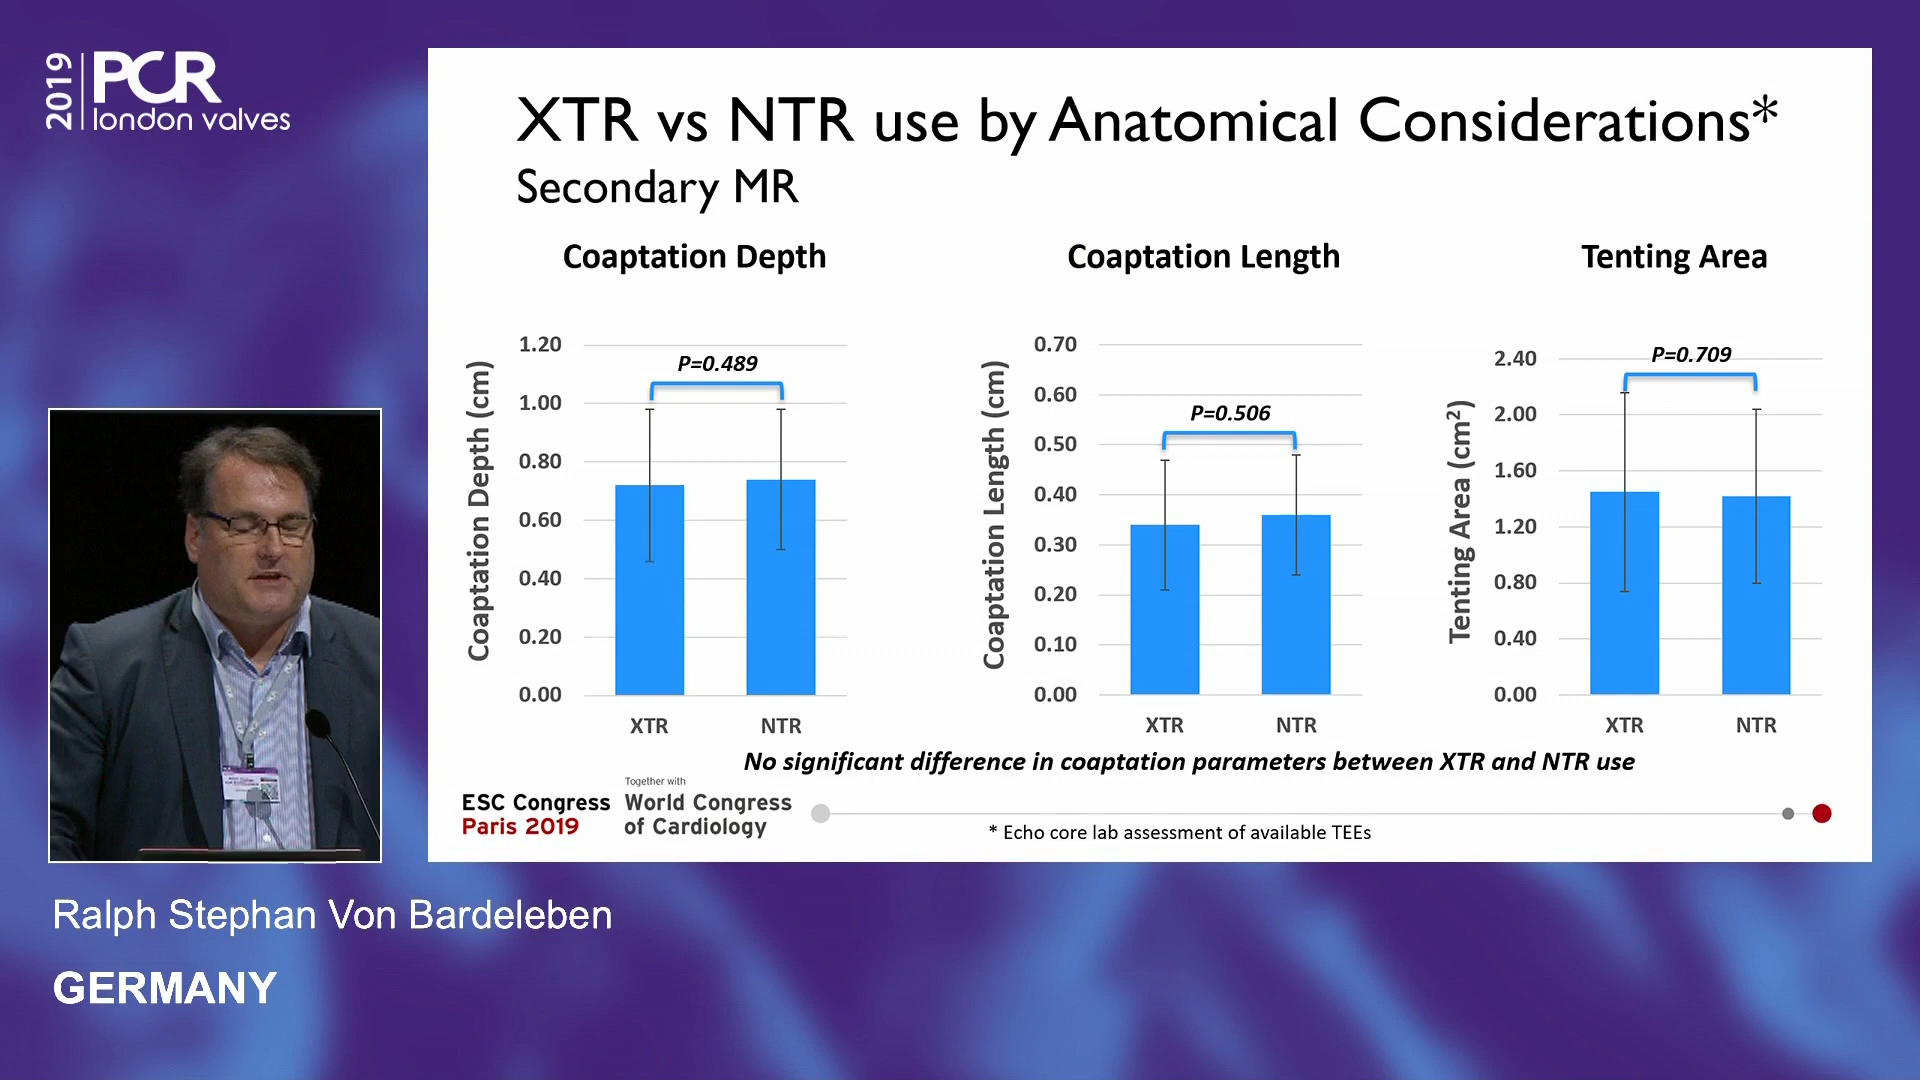 2019
PCR
london valves
XTR vs NTR use by Anatomical Considerations*
Secondary MR
Coaptation Depth
Coaptation Depth (cm)
1.20
1.00
0.80
0.60
0.40
0.20
0.00
P=0.489
XTR NTR
Coaptation Length
Coaptation Length (cm)
0.70
0.60
0.50
0.40
0.30
0.20
0.10
0.00
P=0.506
XTR NTR
Tenting Area
Tenting Area (cm²)
2.40
2.00
1.60
1.20
0.80
0.40
0.00
P=0.709
XTR NTR
No significant difference in coaptation parameters between XTR and NTR use
ESC Congress
Paris 2019
Together with
World Congress
of Cardiology
* Echo core lab assessment of available TEEs
Ralph Stephan Von Bardeleben
GERMANY